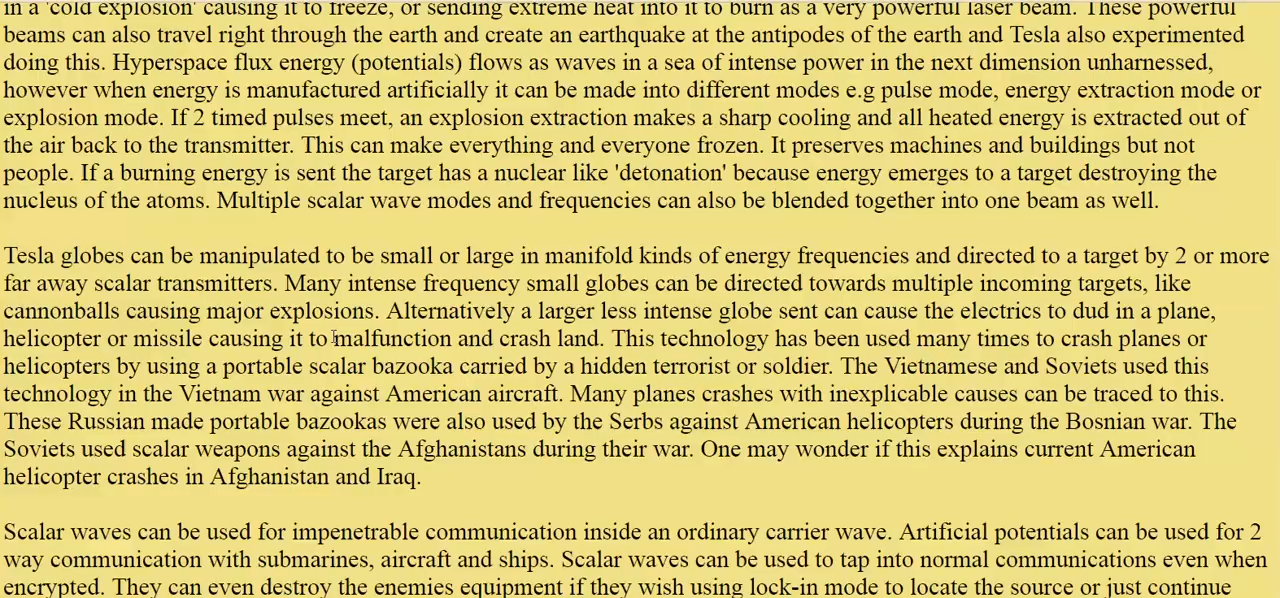 in a 'cold explosion' causing it to freeze, or sending extreme heat into it to burn as a very powerful laser beam. These powerful
beams can also travel right through the earth and create an earthquake at the antipodes of the earth and Tesla also experimented
doing this. Hyperspace flux energy (potentials) flows as waves in a sea of intense power in the next dimension unharnessed,
however when energy is manufactured artificially it can be made into different modes e.g pulse mode, energy extraction mode or
explosion mode. If 2 timed pulses meet, an explosion extraction makes a sharp cooling and all heated energy is extracted out of
the air back to the transmitter. This can make everything and everyone frozen. It preserves machines and buildings but not
people. If a burning energy is sent the target has a nuclear like 'detonation' because energy emerges to a target destroying the
nucleus of the atoms. Multiple scalar wave modes and frequencies can also be blended together into one beam as well.
Tesla globes can be manipulated to be small or large in manifold kinds of energy frequencies and directed to a target by 2 or more
far away scalar transmitters. Many intense frequency small globes can be directed towards multiple incoming targets, like
cannonballs causing major explosions. Alternatively a larger less intense globe sent can cause the electrics to dud in a plane,
helicopter or missile causing it to malfunction and crash land. This technology has been used many times to crash planes or
helicopters by using a portable scalar bazooka carried by a hidden terrorist or soldier. The Vietnamese and Soviets used this
technology in the Vietnam war against American aircraft. Many planes crashes with inexplicable causes can be traced to this.
These Russian made portable bazookas were also used by the Serbs against American helicopters during the Bosnian war. The
Soviets used scalar weapons against the Afghanistans during their war. One may wonder if this explains current American
helicopter crashes in Afghanistan and Iraq.
Scalar waves can be used for impenetrable communication inside an ordinary carrier wave. Artificial potentials can be used for 2
way communication with submarines, aircraft and ships. Scalar waves can be used to tap into normal communications even when
encrypted. They can even destroy the enemies equipment if they wish using lock-in mode to locate the source or just continue